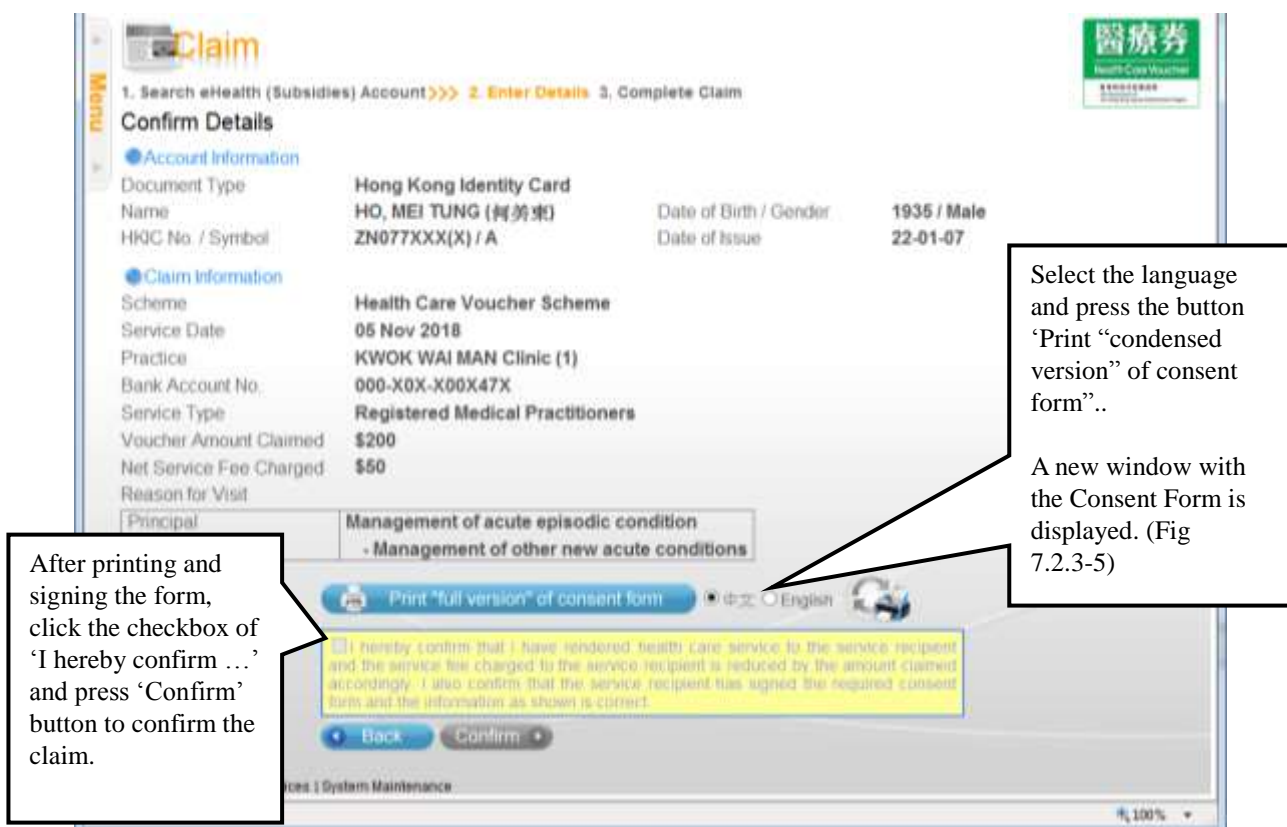 Claim
醫療券
Health Care Voucher
Menu
1. Search eHealth (Subsidies) Account >>> 2. Enter Details 3. Complete Claim
Confirm Details
Account Information
Document Type Hong Kong Identity Card
Name HO, MEI TUNG (何美東) Date of Birth / Gender 1935 / Male
HKIC No. / Symbol ZN077XXX(X) / A Date of Issue 22-01-07
Claim Information
Scheme Health Care Voucher Scheme
Service Date 05 Nov 2018
Practice KWOK WAI MAN Clinic (1)
Bank Account No. 000-X0X-X00X47X
Service Type Registered Medical Practitioners
Voucher Amount Claimed $200
Net Service Fee Charged $50
Reason for Visit
Principal Management of acute episodic condition
- Management of other new acute conditions
Print "full version" of consent form 中文 English
I hereby confirm that I have rendered health care service to the service recipient
and the service fee charged to the service recipient is reduced by the amount claimed
accordingly. I also confirm that the service recipient has signed the required consent
form and the information as shown is correct.
Back Confirm
ices | System Maintenance
100%
Select the language
and press the button
‘Print “condensed
version” of consent
form”..
A new window with
the Consent Form is
displayed. (Fig
7.2.3-5)
After printing and
signing the form,
click the checkbox of
‘I hereby confirm …’
and press ‘Confirm’
button to confirm the
claim.